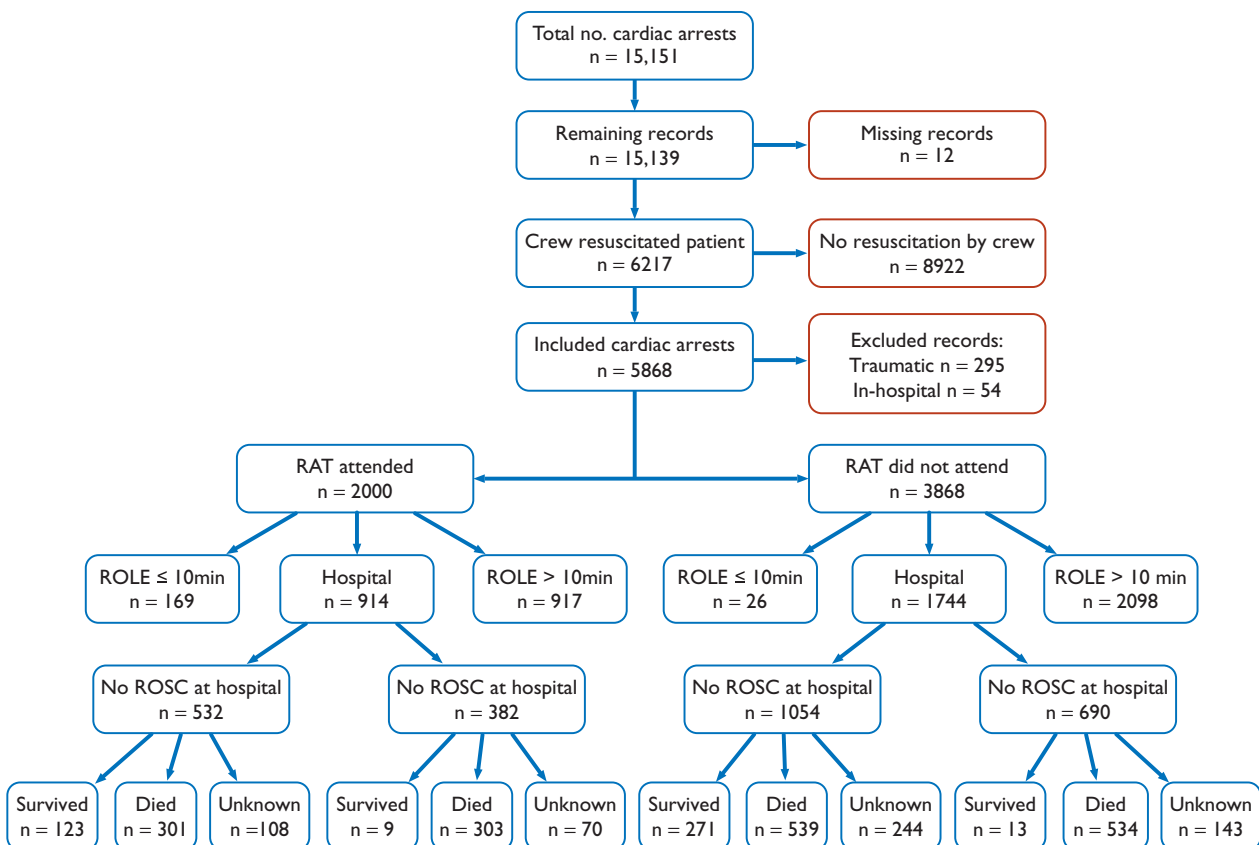 Total no. cardiac arrests
n = 15,151
Remaining records
n = 15,139
Missing records
n = 12
Crew resuscitated patient
n = 6217
No resuscitation by crew
n = 8922
Included cardiac arrests
n = 5868
Excluded records:
Traumatic n = 295
In-hospital n = 54
RAT attended
n = 2000
RAT did not attend
n = 3868
ROLE ≤ 10min
n = 169
Hospital
n = 914
ROLE > 10min
n = 917
ROLE ≤ 10min
n = 26
Hospital
n = 1744
ROLE > 10 min
n = 2098
No ROSC at hospital
n = 532
No ROSC at hospital
n = 382
No ROSC at hospital
n = 1054
No ROSC at hospital
n = 690
Survived
n = 123
Died
n = 301
Unknown
n =108
Survived
n = 9
Died
n = 303
Unknown
n = 70
Survived
n = 271
Died
n = 539
Unknown
n = 244
Survived
n = 13
Died
n = 534
Unknown
n = 143